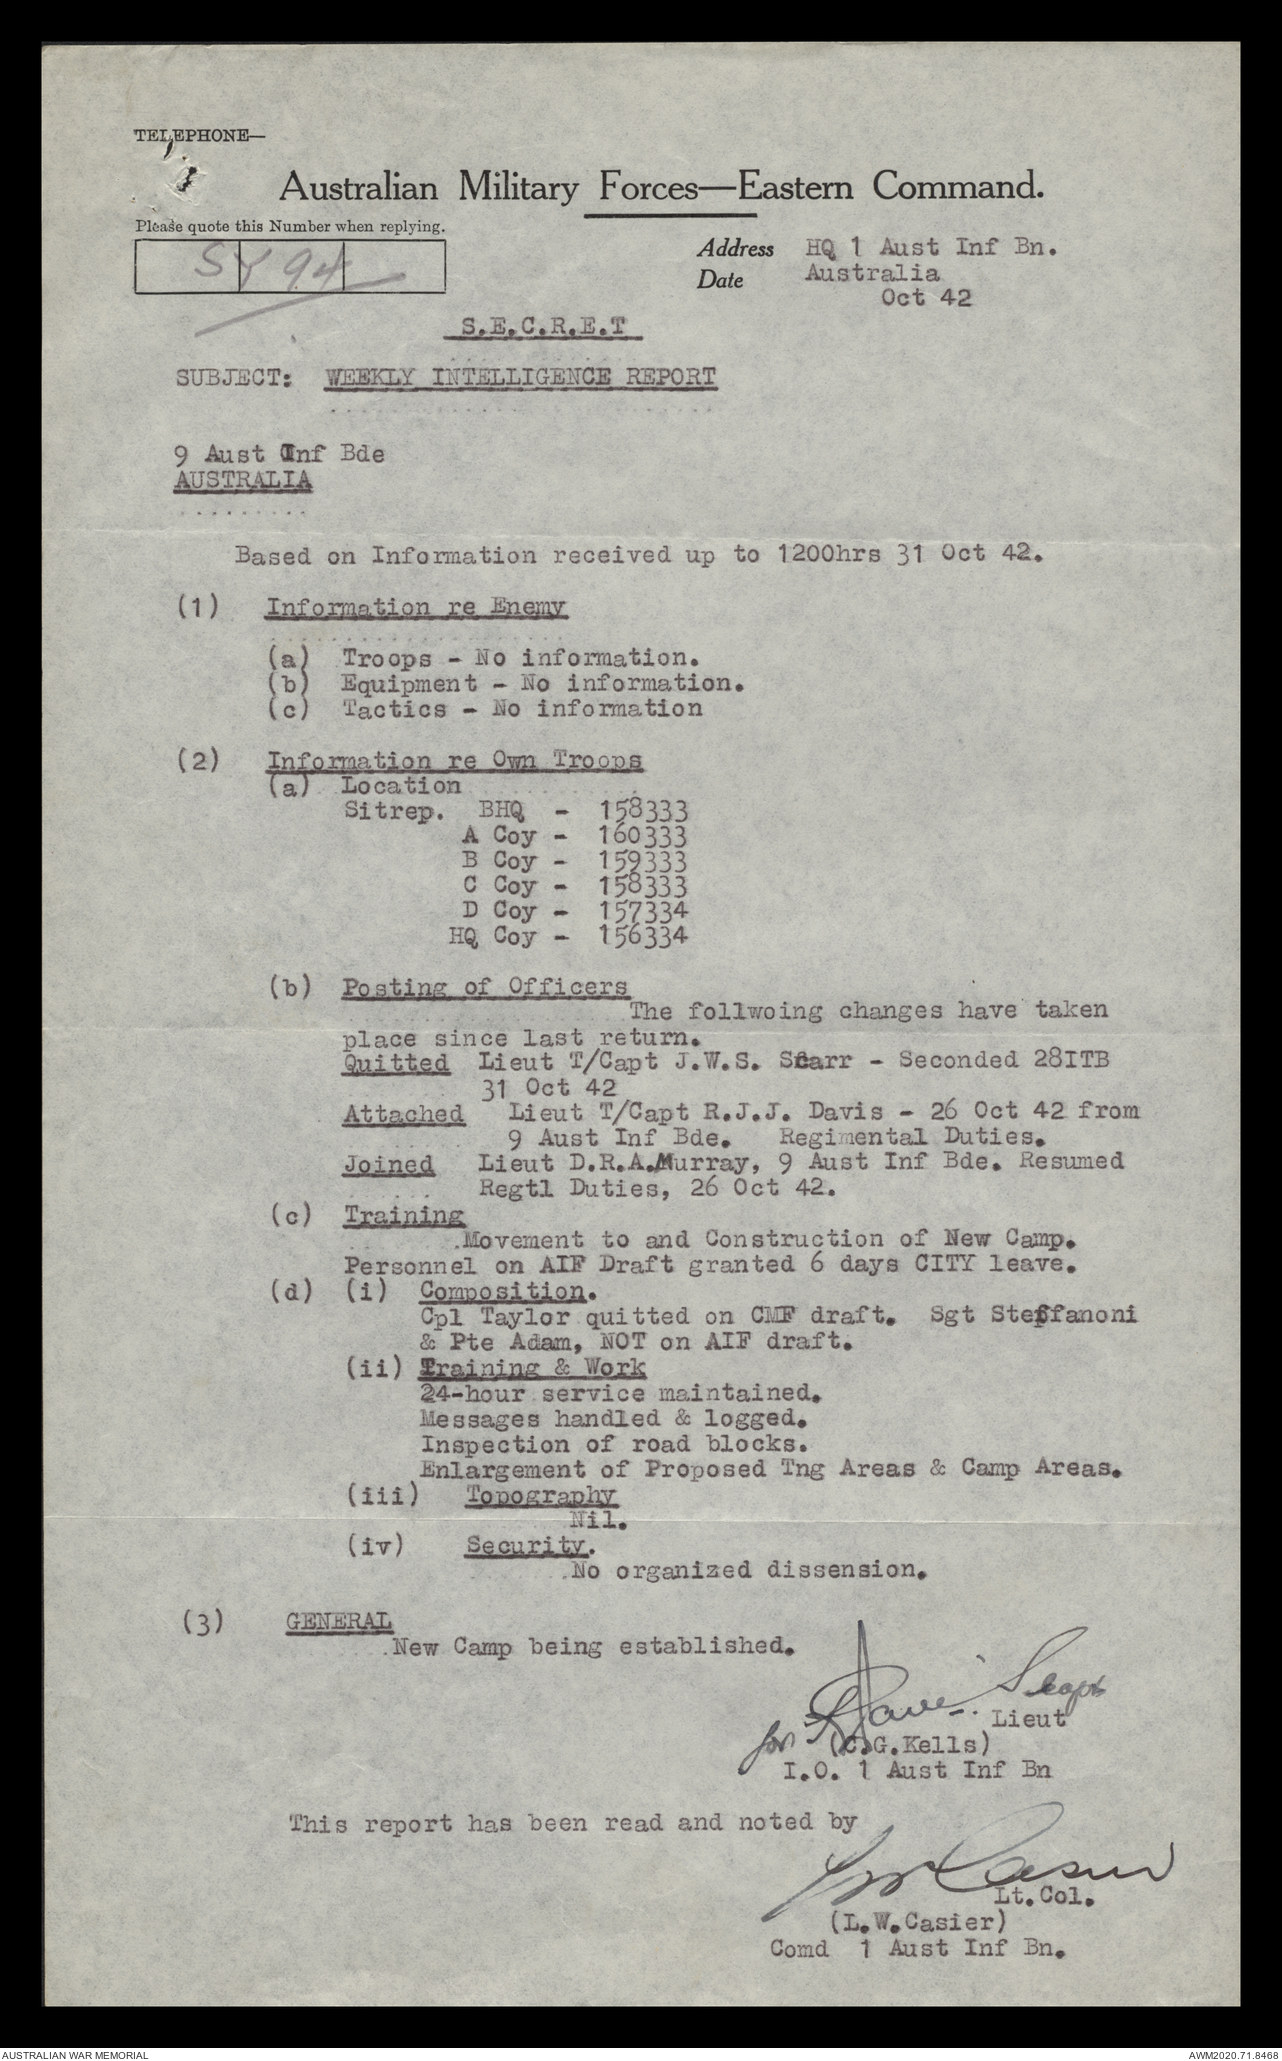 TELEPHONE—
Australian Military Forces—Eastern Command.
Please quote this Number when replying.
SY 94
Address HQ 1 Aust Inf Bn.
Date Australia
Oct 42
S.E.C.R.E.T
SUBJECT: WEEKLY INTELLIGENCE REPORT
9 Aust Inf Bde
AUSTRALIA
Based on Information received up to 1200hrs 31 Oct 42.
(1) Information re Enemy
(a) Troops - No information.
(b) Equipment - No information.
(c) Tactics - No information
(2) Information re Own Troops
(a) Location
Sitrep. BHQ - 158333
A Coy - 160333
B Coy - 159333
C Coy - 158333
D Coy - 157334
HQ Coy - 156334
(b) Posting of Officers
The follwoing changes have taken
place since last return.
Quitted Lieut T/Capt J.W.S. Scarr - Seconded 28ITB
31 Oct 42
Attached Lieut T/Capt R.J.J. Davis - 26 Oct 42 from
9 Aust Inf Bde. Regimental Duties.
Joined Lieut D.R.A.Murray, 9 Aust Inf Bde. Resumed
Regtl Duties, 26 Oct 42.
(c) Training
Movement to and Construction of New Camp.
Personnel on AIF Draft granted 6 days CITY leave.
(d) (i) Composition.
Cpl Taylor quitted on CMF draft. Sgt Steffanoni
& Pte Adam, NOT on AIF draft.
(ii) Training & Work
24-hour service maintained.
Messages handled & logged.
Inspection of road blocks.
Enlargement of Proposed Tng Areas & Camp Areas.
(iii) Topography
Nil.
(iv) Security.
No organized dissension.
(3) GENERAL
New Camp being established.
for
Lieut
(C.G.Kells)
I.O. 1 Aust Inf Bn
This report has been read and noted by
LW Casier
Lt.Col.
(L.W.Casier)
Comd 1 Aust Inf Bn.
AUSTRALIAN WAR MEMORIAL
AWM2020.71.8468